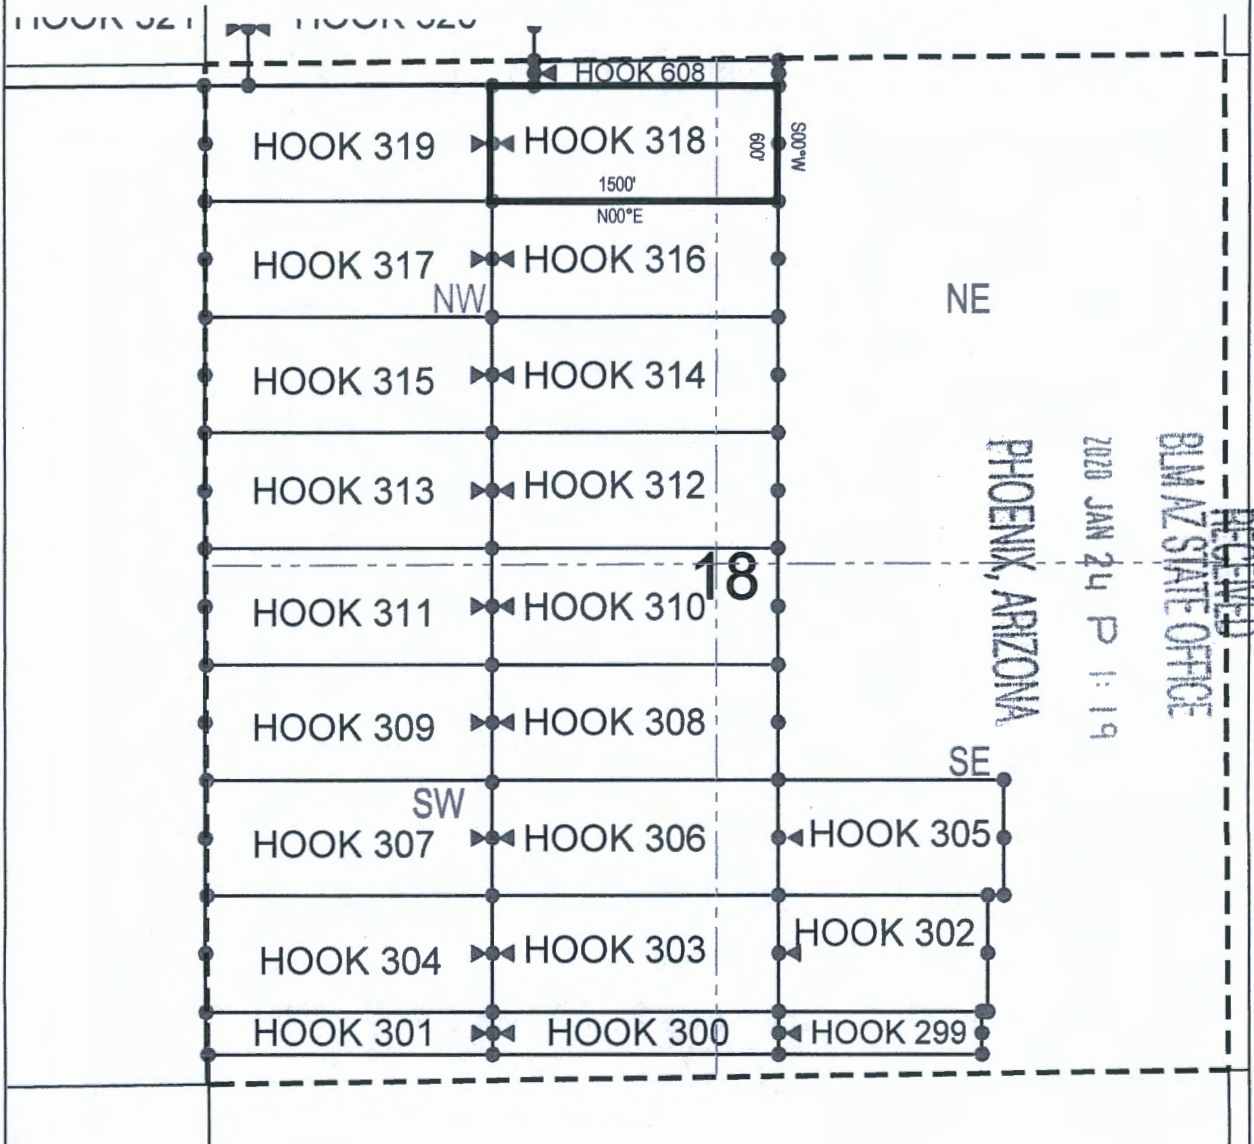 HOOK 608
HOOK 319
HOOK 318
600'
S00°W
1500'
N00°E
HOOK 317
HOOK 316
NW
NE
HOOK 315
HOOK 314
HOOK 313
HOOK 312
18
HOOK 311
HOOK 310
HOOK 309
HOOK 308
SW
SE
HOOK 307
HOOK 306
HOOK 305
HOOK 304
HOOK 303
HOOK 302
HOOK 301
HOOK 300
HOOK 299
RECEIVED
BLM AZ STATE OFFICE
2020 JAN 24 P 1:19
PHOENIX, ARIZONA